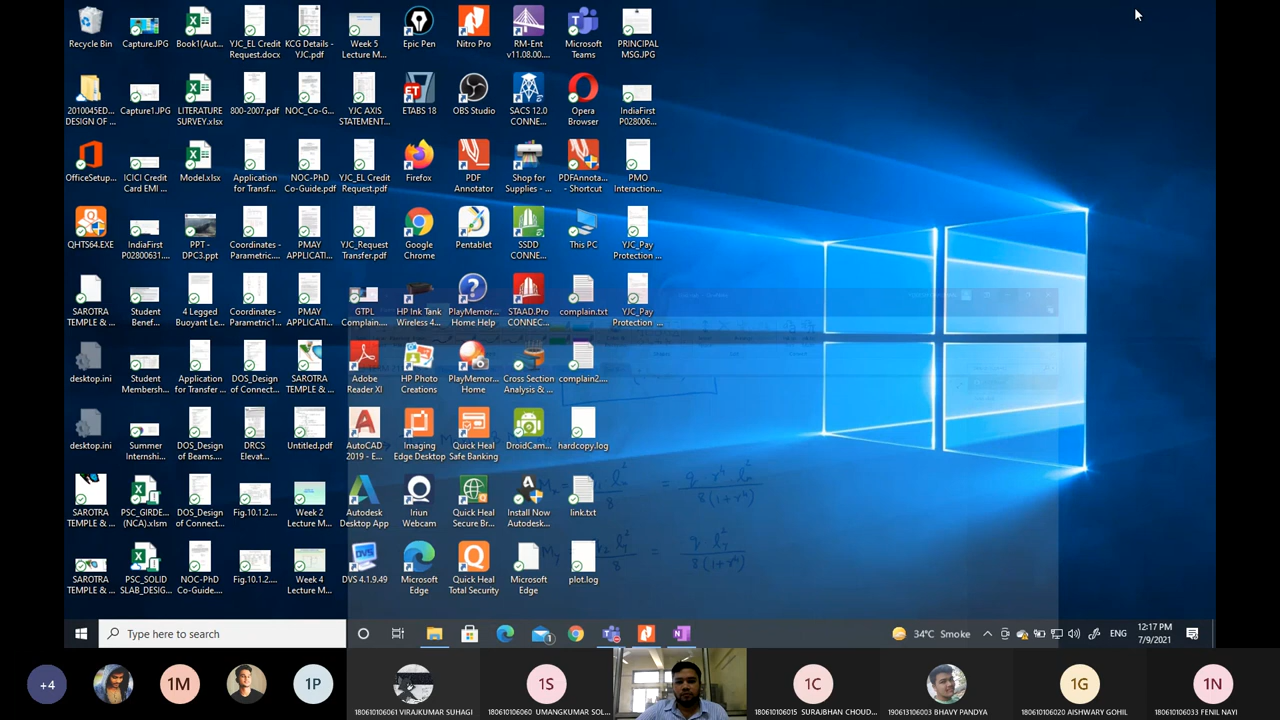 Recycle Bin
Capture.JPG
Book1(Aut...
YJC_EL Credit
Request.docx
KCG Details -
YJC.pdf
Week 5
Lecture M...
Epic Pen
Nitro Pro
RM-Ent
v11.08.00....
Microsoft
Teams
PRINCIPAL
MSG.JPG
2010045ED...
DESIGN OF ...
Capture1.JPG
LITERATURE
SURVEY.xlsx
800-2007.pdf
NOC_Co-G...
YJC AXIS
STATEMENT...
ETABS 18
OBS Studio
SACS 12.0
CONNE...
Opera
Browser
IndiaFirst
P028006...
OfficeSetup...
ICICI Credit
Card EMI ...
Model.xlsx
Application
for Transf...
NOC-PhD
Co-Guide.pdf
YJC_EL Credit
Request.pdf
Firefox
PDF
Annotator
Shop for
Supplies - ...
PDFAnnota...
- Shortcut
PMO
Interaction...
QHTS64.EXE
IndiaFirst
P02800631...
PPT -
DPC3.ppt
Coordinates -
Parametric...
PMAY
APPLICATI...
YJC_Request
Transfer.pdf
Google
Chrome
Pentablet
SSDD
CONNE...
This PC
YJC_Pay
Protection ...
SAROTRA
TEMPLE & ...
Student
Benef...
4 Legged
Buoyant Le...
Coordinates -
Parametric1...
PMAY
APPLICATI...
GTPL
Complain...
HP Ink Tank
Wireless 4...
PlayMemor...
Home Help
STAAD.Pro
CONNEC...
complain.txt
YJC_Pay
Protection ...
desktop.ini
Student
Membershi...
Application
for Transfer ...
DOS_Design
of Connect...
SAROTRA
TEMPLE & ...
Adobe
Reader XI
HP Photo
Creations
PlayMemor...
Home
Cross Section
Analysis & ...
complain2....
desktop.ini
Summer
Internshi...
DOS_Design
of Beams...
DRCS
Elevat...
Untitled.pdf
AutoCAD
2019 - E...
Imaging
Edge Desktop
Quick Heal
Safe Banking
DroidCam...
hardcopy.log
SAROTRA
TEMPLE & ...
PSC_GIRDE...
(NCA).xlsm
DOS_Design
of Connect...
Fig.10.1.2....
Week 2
Lecture M...
Autodesk
Desktop App
Iriun
Webcam
Quick Heal
Secure Br...
Install Now
Autodesk...
link.txt
SAROTRA
TEMPLE & ...
PSC_SOLID
SLAB_DESIG...
NOC-PhD
Co-Guide....
Fig.10.1.2....
Week 4
Lecture M...
DVS 4.1.9.49
Microsoft
Edge
Quick Heal
Total Security
Microsoft
Edge
plot.log
Type here to search
34°C Smoke
ENG
12:17 PM
7/9/2021
+4
1M
1P
1S
1C
1G
1N
180610106061 VIRAJKUMAR SUHAGI
180610106060 UMANGKUMAR SOL...
180610106015 SURAJBHAN CHOUD...
190613106003 BHAVY PANDYA
180610106020 AISHWARY GOHIL
180610106033 FENIL NAYI